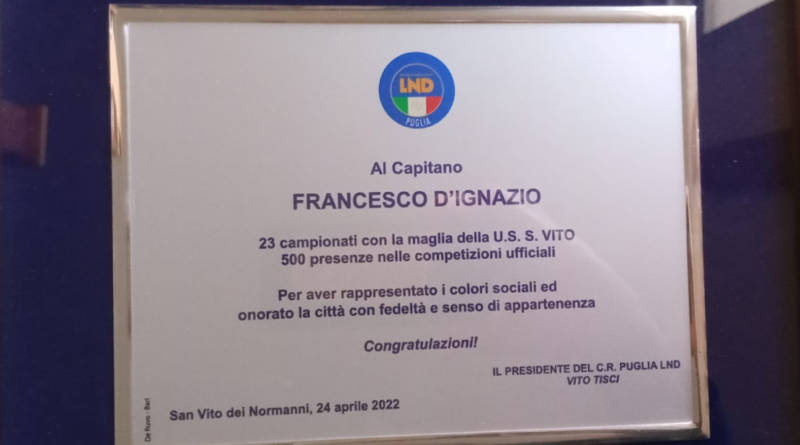 LND
PUGLIA
Al Capitano
FRANCESCO D'IGNAZIO
23 campionati con la maglia della U.S. S. VITO
500 presenze nelle competizioni ufficiali
Per aver rappresentato i colori sociali ed
onorato la città con fedeltà e senso di appartenenza
Congratulazioni!
IL PRESIDENTE DEL C.R. PUGLIA LND
VITO TISCI
San Vito dei Normanni, 24 aprile 2022
De Ruvo - Bari